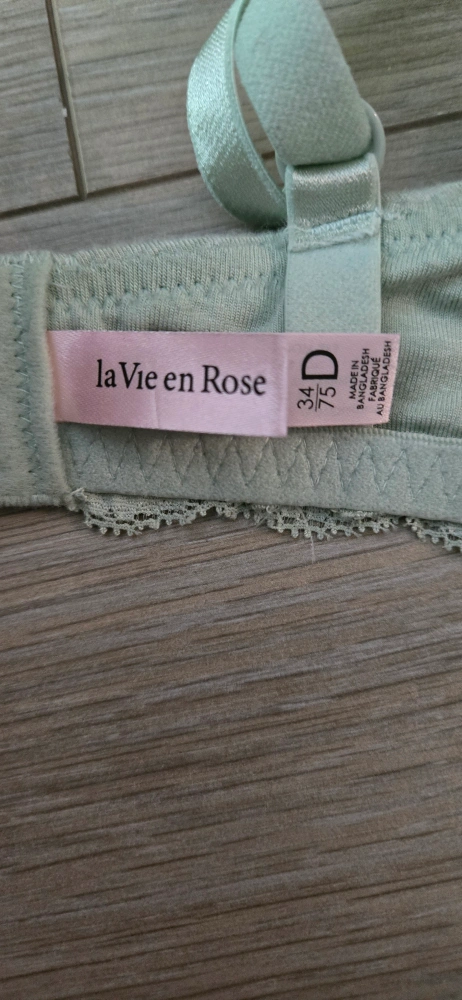 la Vie en Rose
34
75
D
MADE IN
BANGLADESH
FABRIQUÉ
AU BANGLADESH